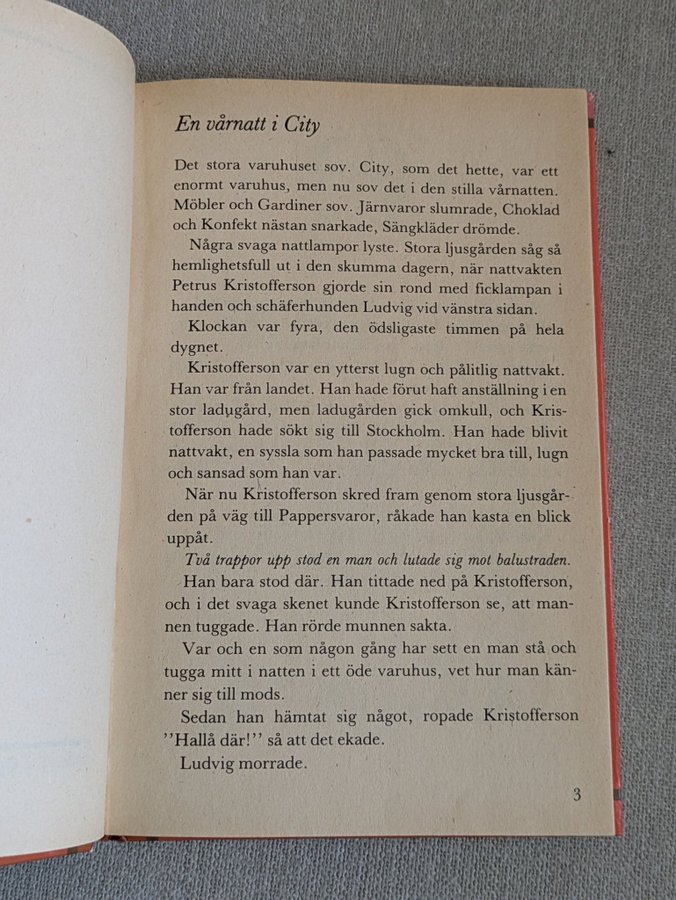 En vårnatt i City
Det stora varuhuset sov. City, som det hette, var ett
enormt varuhus, men nu sov det i den stilla vårnatten.
Möbler och Gardiner sov. Järnvaror slumrade, Choklad
och Konfekt nästan snarkade, Sängkläder drömde.
Några svaga nattlampor lyste. Stora ljusgården såg så
hemlighetsfull ut i den skumma dagern, när nattvakten
Petrus Kristofferson gjorde sin rond med ficklampan i
handen och schäferhunden Ludvig vid vänstra sidan.
Klockan var fyra, den ödsligaste timmen på hela
dygnet.
Kristofferson var en ytterst lugn och pålitlig nattvakt.
Han var från landet. Han hade förut haft anställning i en
stor ladugård, men ladugården gick omkull, och Kris-
tofferson hade sökt sig till Stockholm. Han hade blivit
nattvakt, en syssla som han passade mycket bra till, lugn
och sansad som han var.
När nu Kristofferson skred fram genom stora ljusgår-
den på väg till Pappersvaror, råkade han kasta en blick
uppåt.
Två trappor upp stod en man och lutade sig mot balustraden.
Han bara stod där. Han tittade ned på Kristofferson,
och i det svaga skenet kunde Kristofferson se, att man-
nen tuggade. Han rörde munnen sakta.
Var och en som någon gång har sett en man stå och
tugga mitt i natten i ett öde varuhus, vet hur man kän-
ner sig till mods.
Sedan han hämtat sig något, ropade Kristofferson
"Hallå där!" så att det ekade.
Ludvig morrade.
3